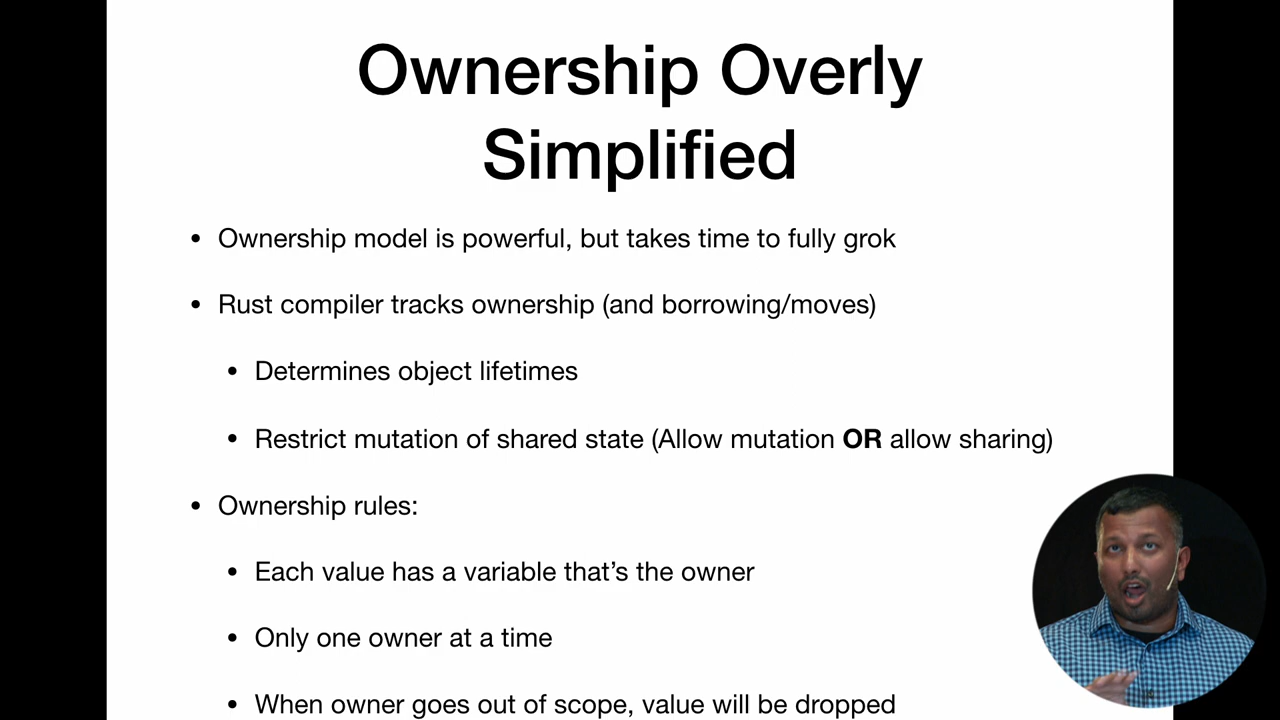 Ownership Overly
Simplified
• Ownership model is powerful, but takes time to fully grok
• Rust compiler tracks ownership (and borrowing/moves)
• Determines object lifetimes
• Restrict mutation of shared state (Allow mutation OR allow sharing)
• Ownership rules:
• Each value has a variable that’s the owner
• Only one owner at a time
• When owner goes out of scope, value will be dropped